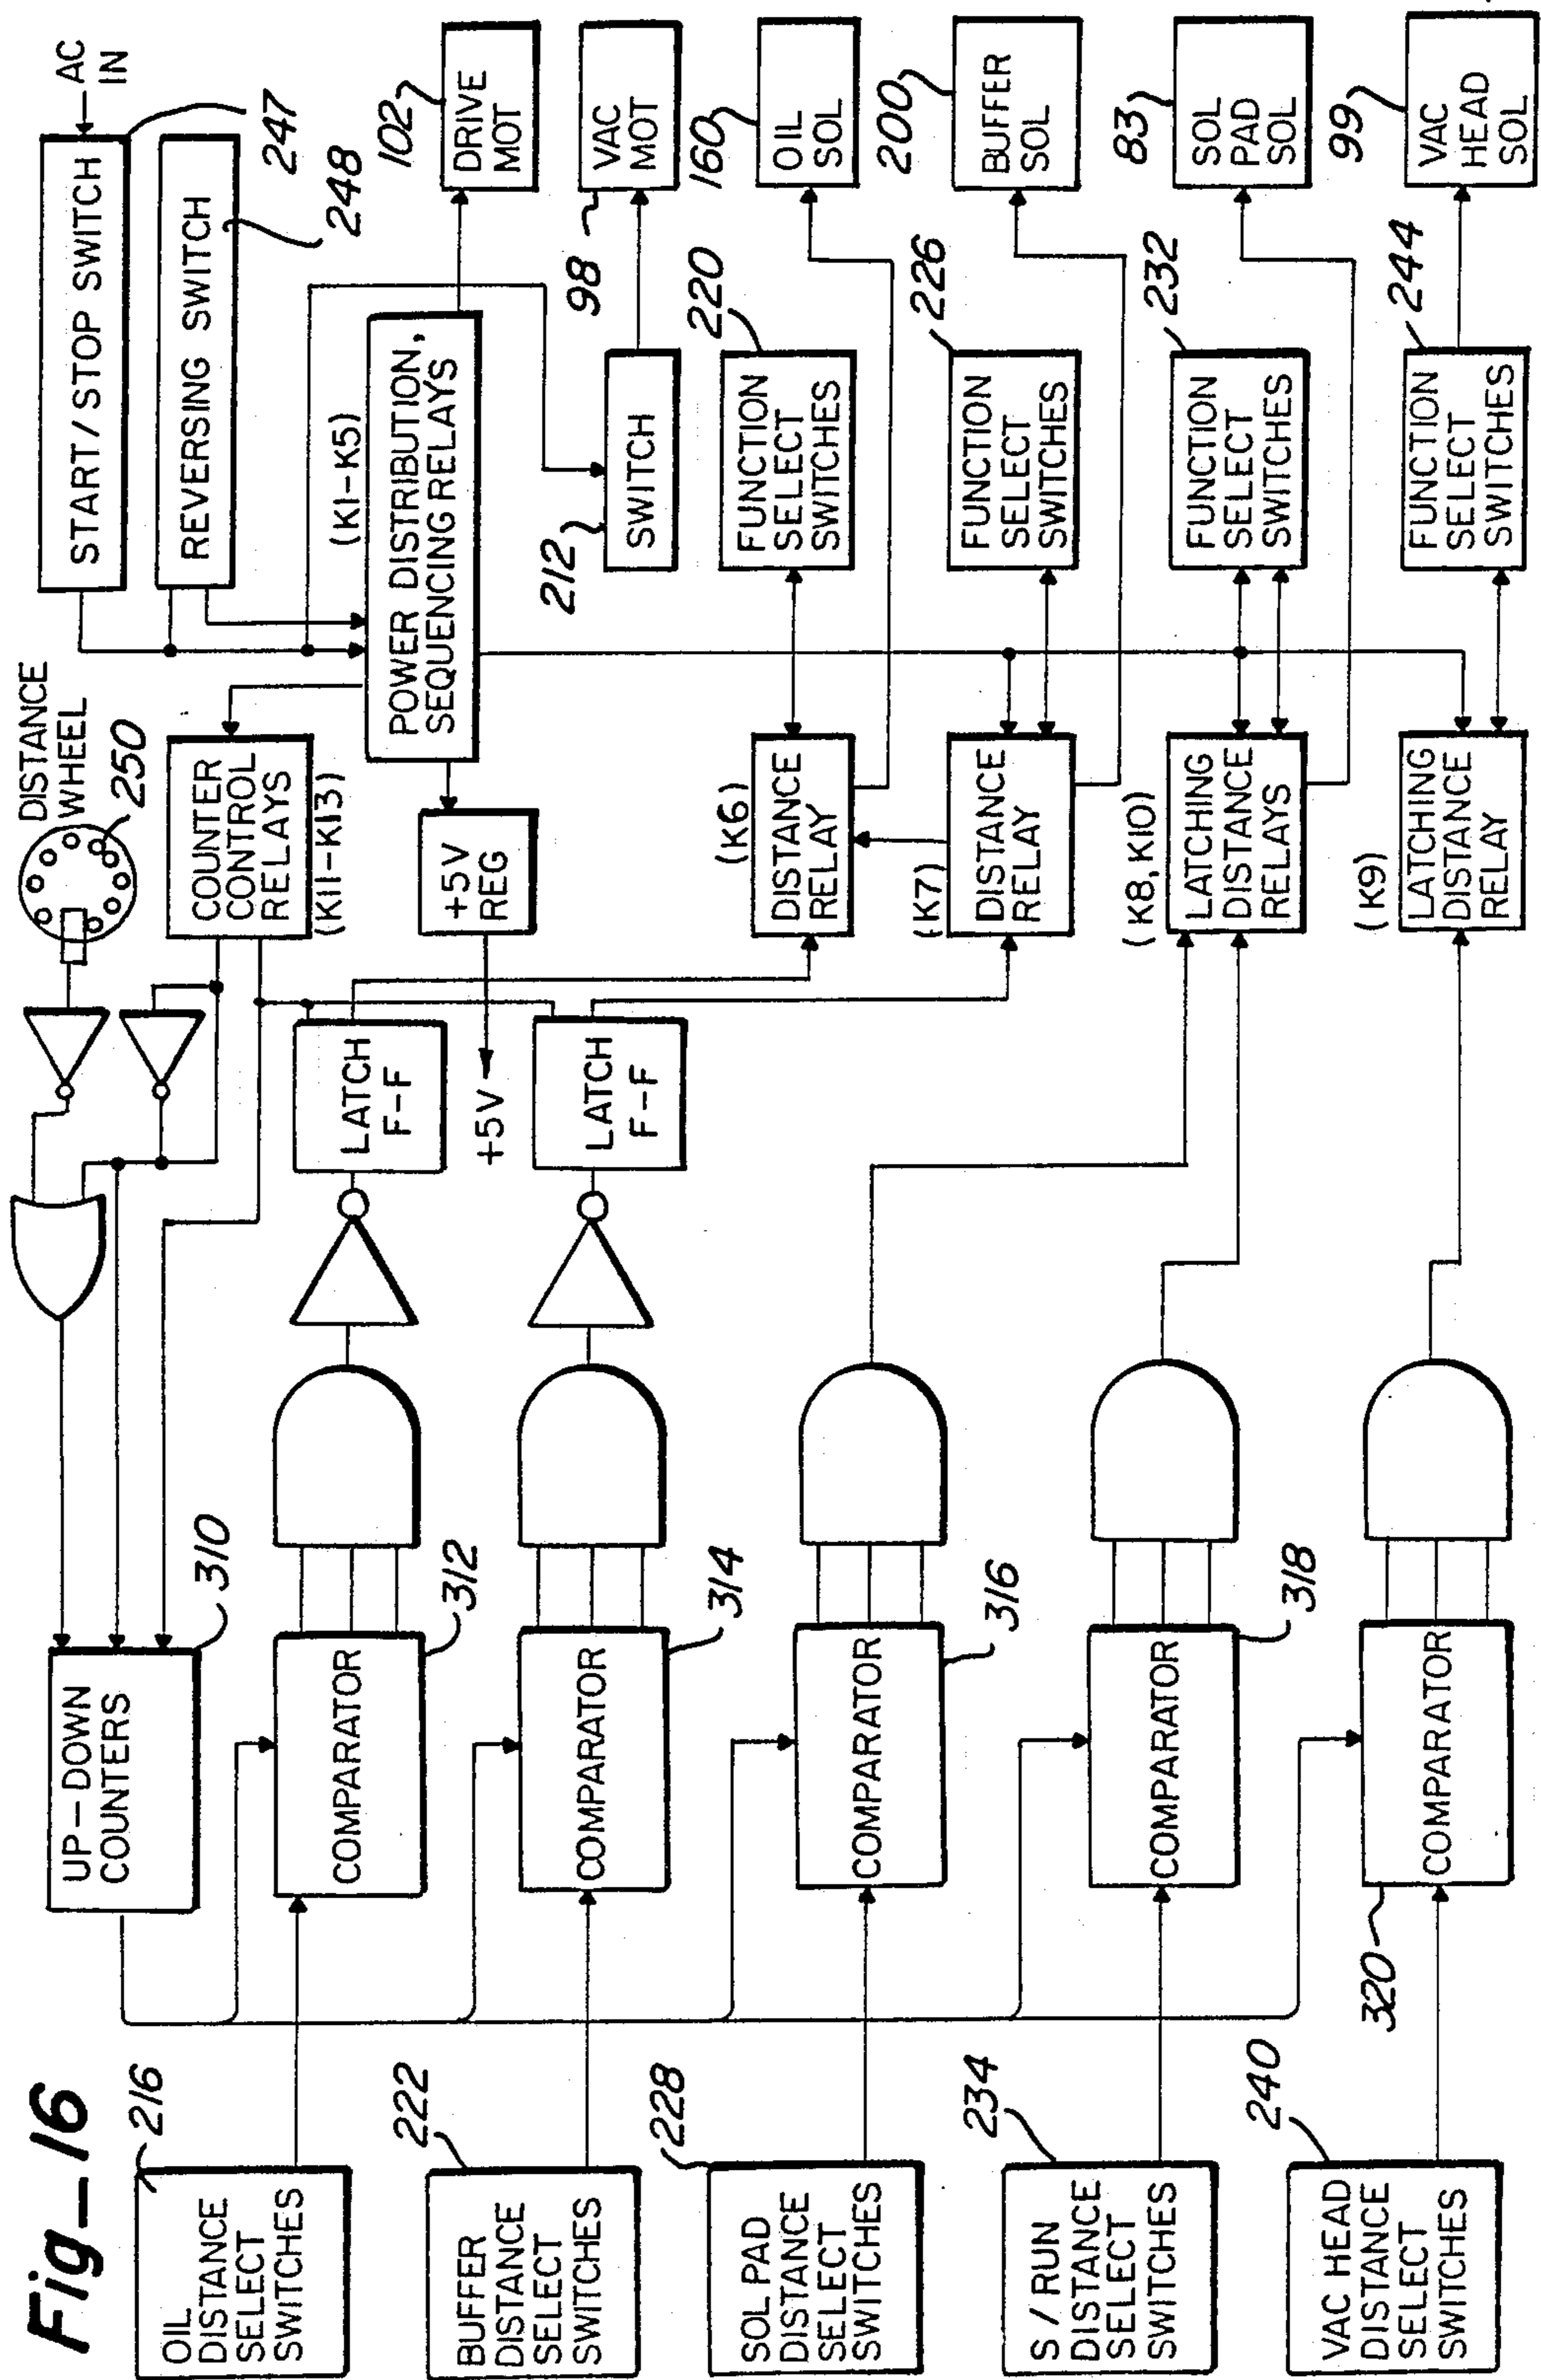 Fig_16
216
OIL
DISTANCE
SELECT
SWITCHES
222
BUFFER
DISTANCE
SELECT
SWITCHES
228
SOL PAD
DISTANCE
SELECT
SWITCHES
234
S / RUN
DISTANCE
SELECT
SWITCHES
240
VAC HEAD
DISTANCE
SELECT
SWITCHES
UP-DOWN
COUNTERS
310
COMPARATOR
312
COMPARATOR
314
COMPARATOR
316
COMPARATOR
318
COMPARATOR
320
LATCH
F-F
+5V
LATCH
F-F
DISTANCE
WHEEL
250
COUNTER
CONTROL
RELAYS
(K11-K13)
+5V
REG
(K6)
DISTANCE
RELAY
(K7)
DISTANCE
RELAY
(K8, K10)
LATCHING
DISTANCE
RELAYS
(K9)
LATCHING
DISTANCE
RELAY
START/STOP SWITCH
AC
IN
247
REVERSING SWITCH
248
(K1-K5)
POWER DISTRIBUTION,
SEQUENCING RELAYS
212
SWITCH
220
FUNCTION
SELECT
SWITCHES
226
FUNCTION
SELECT
SWITCHES
232
FUNCTION
SELECT
SWITCHES
244
FUNCTION
SELECT
SWITCHES
102
DRIVE
MOT
98
VAC
MOT
160
OIL
SOL
200
BUFFER
SOL
83
SOL
PAD
SOL
99
VAC
HEAD
SOL